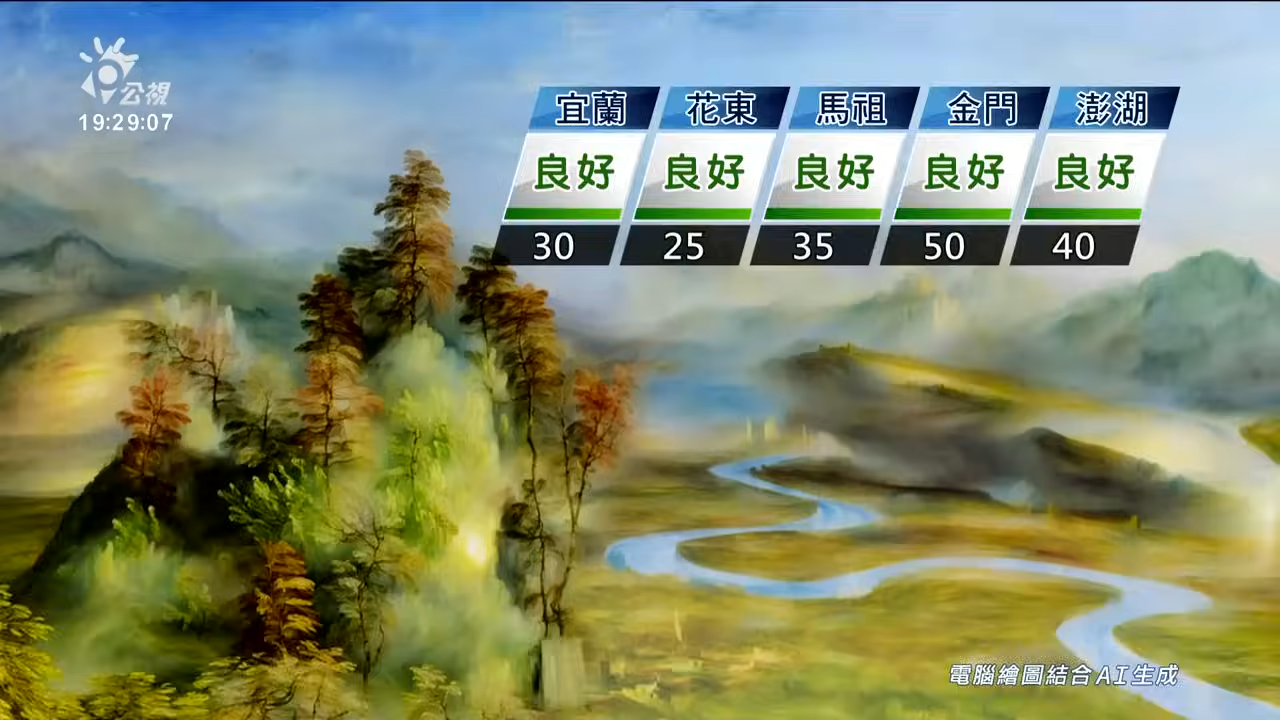 公視
19:29:07
宜蘭 花東 馬祖 金門 澎湖
良好 良好 良好 良好 良好
30 25 35 50 40
電腦繪圖結合AI生成